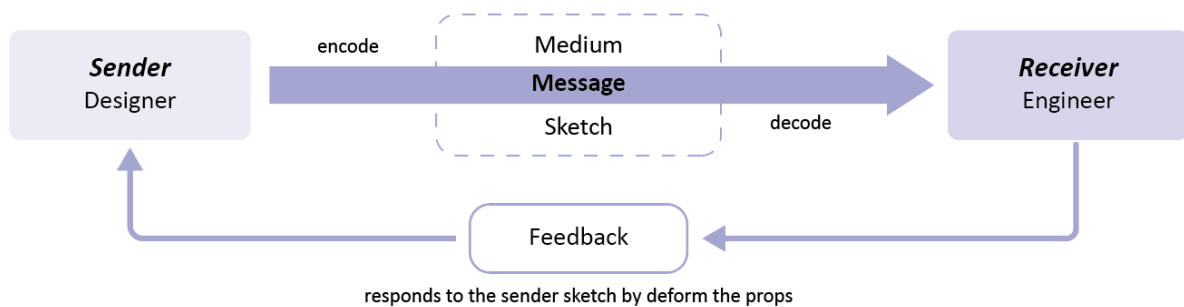 Sender
Designer
encode
Medium
Message
Sketch
decode
Receiver
Engineer
Feedback
responds to the sender sketch by deform the props